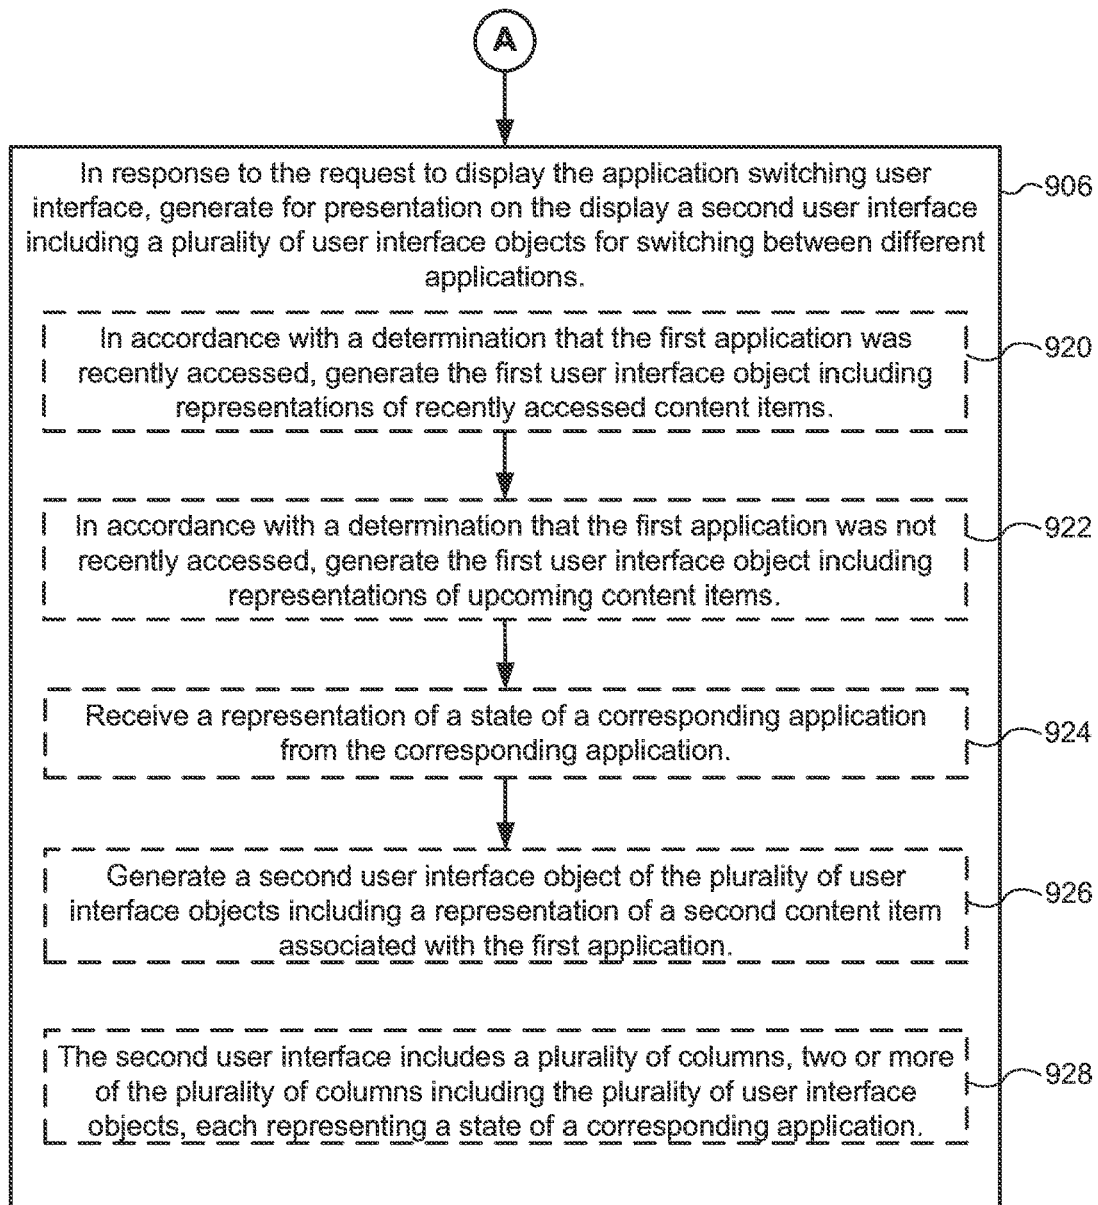 A
In response to the request to display the application switching user
interface, generate for presentation on the display a second user interface
including a plurality of user interface objects for switching between different
applications.
906
In accordance with a determination that the first application was
recently accessed, generate the first user interface object including
representations of recently accessed content items.
920
In accordance with a determination that the first application was not
recently accessed, generate the first user interface object including
representations of upcoming content items.
922
Receive a representation of a state of a corresponding application
from the corresponding application.
924
Generate a second user interface object of the plurality of user
interface objects including a representation of a second content item
associated with the first application.
926
The second user interface includes a plurality of columns, two or more
of the plurality of columns including the plurality of user interface
objects, each representing a state of a corresponding application.
928